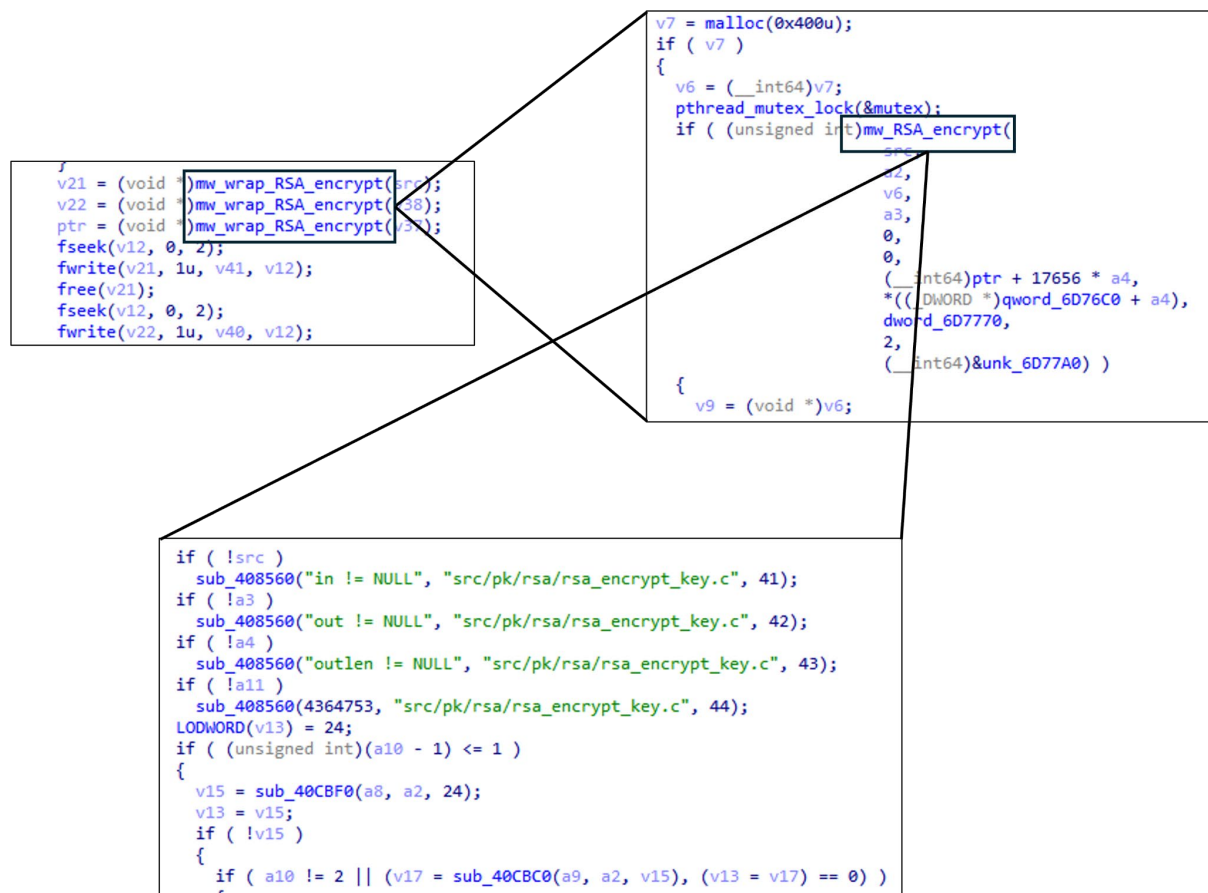 }
v21 = (void *)mw_wrap_RSA_encrypt(src);
v22 = (void *)mw_wrap_RSA_encrypt(v38);
ptr = (void *)mw_wrap_RSA_encrypt(v37);
fseek(v12, 0, 2);
fwrite(v21, 1u, v41, v12);
free(v21);
fseek(v12, 0, 2);
fwrite(v22, 1u, v40, v12);
v7 = malloc(0x400u);
if ( v7 )
{
v6 = (__int64)v7;
pthread_mutex_lock(&mutex);
if ( (unsigned int)mw_RSA_encrypt(
src,
a2,
v6,
a3,
0,
0,
(__int64)ptr + 17656 * a4,
*((_DWORD *)qword_6D76C0 + a4),
dword_6D7770,
2,
(__int64)&unk_6D77A0) )
{
v9 = (void *)v6;
if ( !src )
sub_408560("in != NULL", "src/pk/rsa/rsa_encrypt_key.c", 41);
if ( !a3 )
sub_408560("out != NULL", "src/pk/rsa/rsa_encrypt_key.c", 42);
if ( !a4 )
sub_408560("outlen != NULL", "src/pk/rsa/rsa_encrypt_key.c", 43);
if ( !a11 )
sub_408560(4364753, "src/pk/rsa/rsa_encrypt_key.c", 44);
LODWORD(v13) = 24;
if ( (unsigned int)(a10 - 1) <= 1 )
{
v15 = sub_40CBF0(a8, a2, 24);
v13 = v15;
if ( !v15 )
{
if ( a10 != 2 || (v17 = sub_40CBC0(a9, a2, v15), (v13 = v17) == 0) )